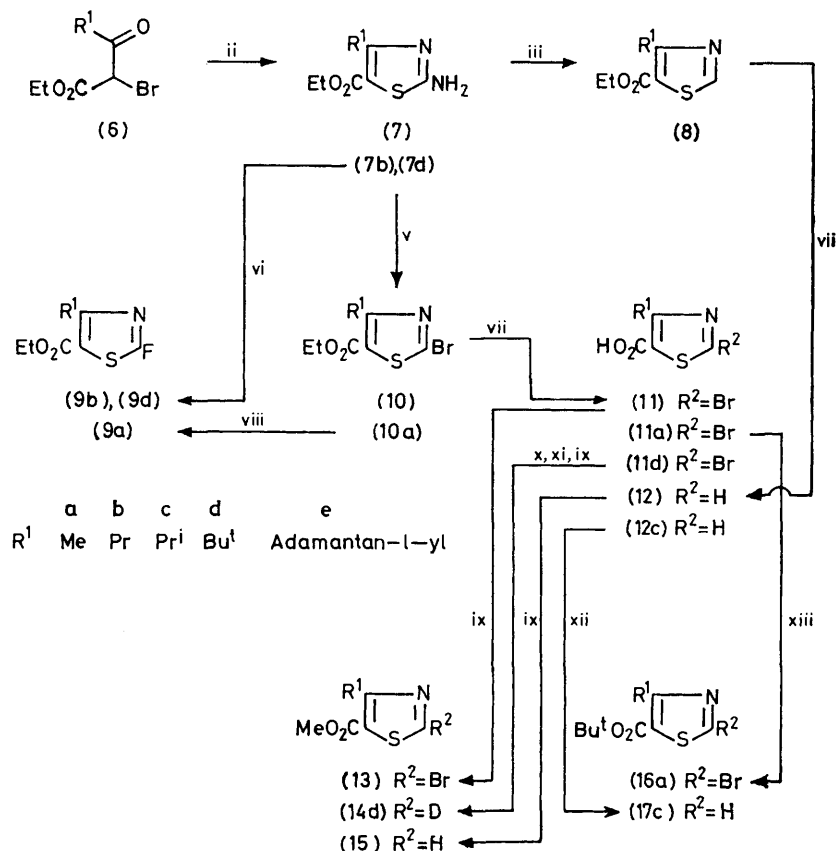 R¹ O R¹ N R¹ N
ii iii
EtO₂C Br EtO₂C S NH₂ EtO₂C S
(6) (7) (8)
(7b),(7d)
v vii
vi
R¹ N R¹ N R¹ N
vii
EtO₂C S F EtO₂C S Br HO₂C S R²
(9b), (9d) (10) (11) R²=Br
(9a) viii (10a) (11a) R²=Br
x, xi, ix (11d) R²=Br
(12) R²=H
(12c) R²=H
a b c d e
R¹ Me Pr Prⁱ Buᵗ Adamantan-l-yl
ix ix xii xiii
R¹ N R¹ N
MeO₂C S R² Buᵗ O₂C S R²
(13) R²=Br (16a) R²=Br
(14d) R²=D (17c) R²=H
(15) R²=H